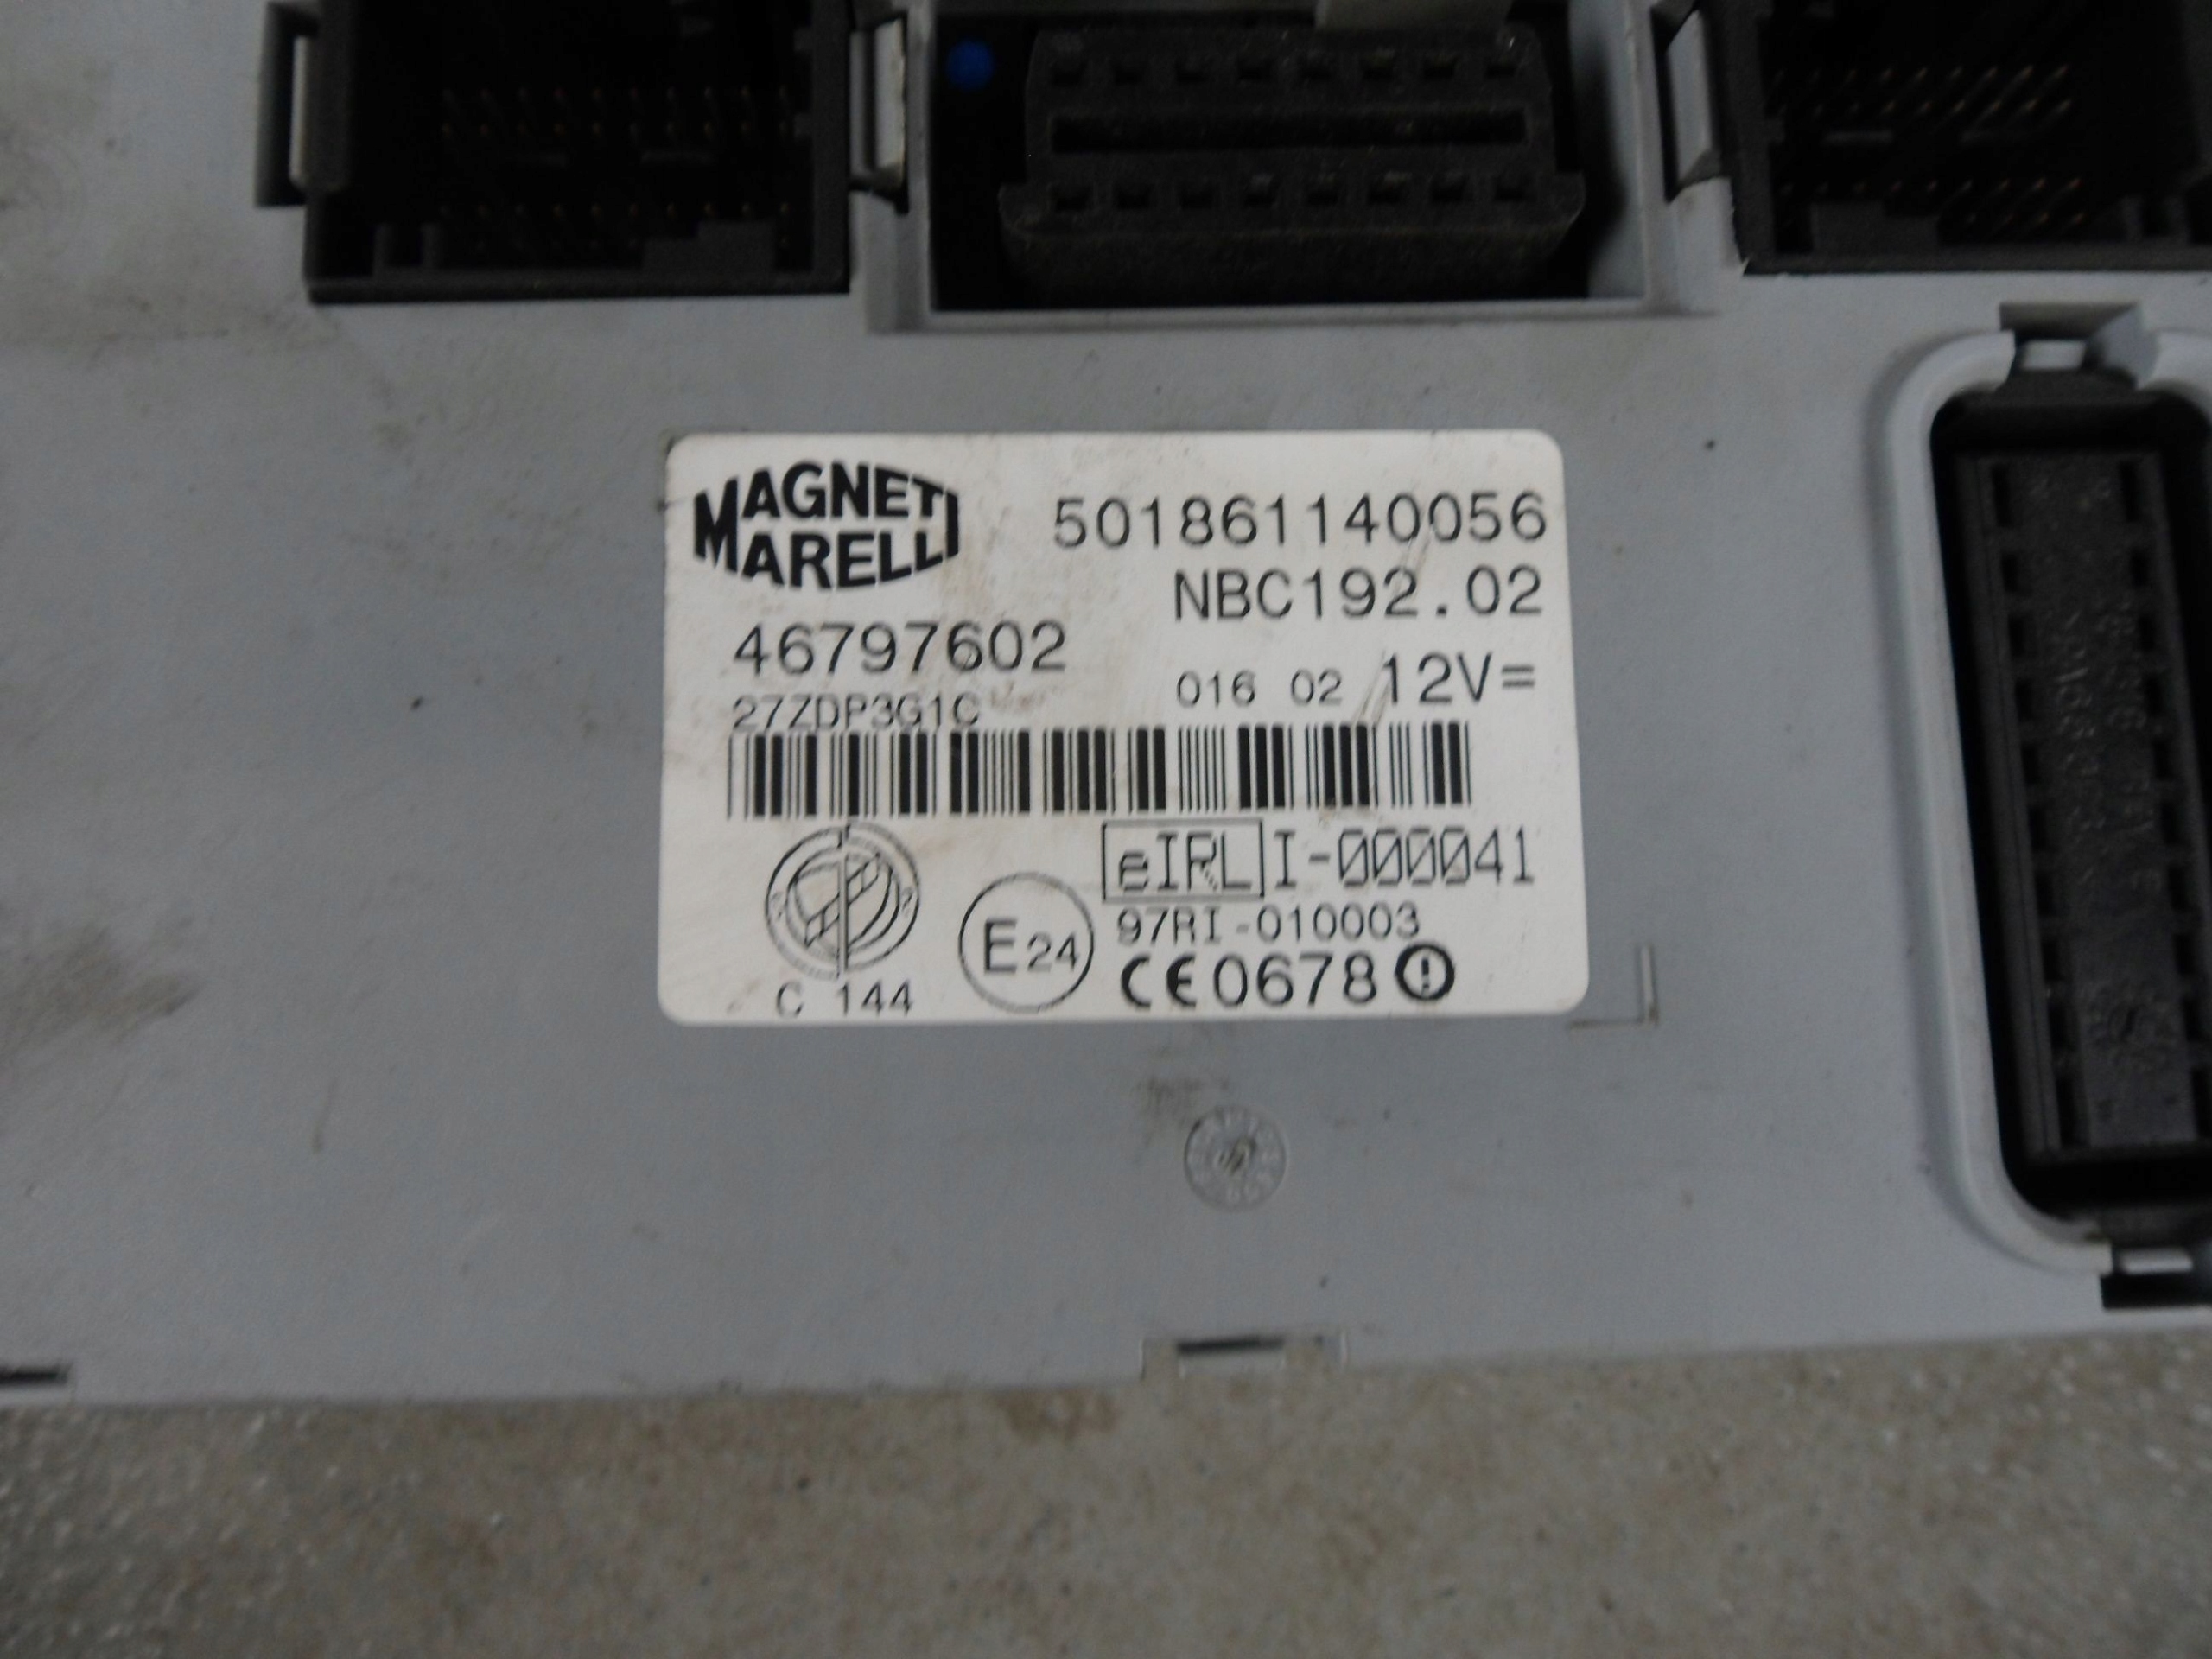 MAGNETI
MARELLI
501861140056
NBC192.02
46797602
016 02 12V=
27ZDP3G1C
eIRL I-000041
E24
97RI-010003
C 144
CE0678